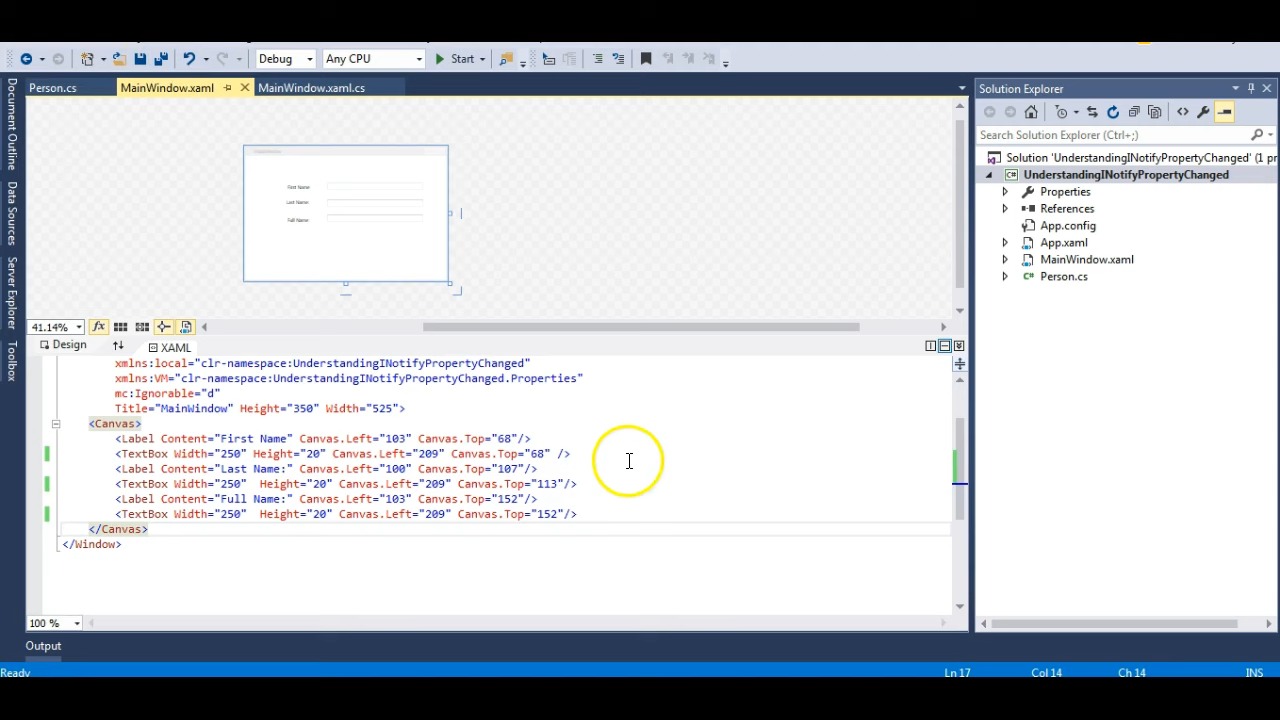 Debug Any CPU Start
Person.cs MainWindow.xaml MainWindow.xaml.cs
Document Outline
Data Sources
Server Explorer
Toolbox
First Name
Last Name:
Full Name:
41.14%
Design XAML
xmlns:local="clr-namespace:UnderstandingINotifyPropertyChanged"
xmlns:VM="clr-namespace:UnderstandingINotifyPropertyChanged.Properties"
mc:Ignorable="d"
Title="MainWindow" Height="350" Width="525">
<Canvas>
<Label Content="First Name" Canvas.Left="103" Canvas.Top="68"/>
<TextBox Width="250" Height="20" Canvas.Left="209" Canvas.Top="68" />
<Label Content="Last Name:" Canvas.Left="100" Canvas.Top="107"/>
<TextBox Width="250"  Height="20" Canvas.Left="209" Canvas.Top="113"/>
<Label Content="Full Name:" Canvas.Left="103" Canvas.Top="152"/>
<TextBox Width="250"  Height="20" Canvas.Left="209" Canvas.Top="152"/>
</Canvas>
</Window>
100 %
Output
Ready Ln 17 Col 14 Ch 14 INS
Solution Explorer
Search Solution Explorer (Ctrl+;)
Solution 'UnderstandingINotifyPropertyChanged' (1 pr
UnderstandingINotifyPropertyChanged
Properties
References
App.config
App.xaml
MainWindow.xaml
Person.cs